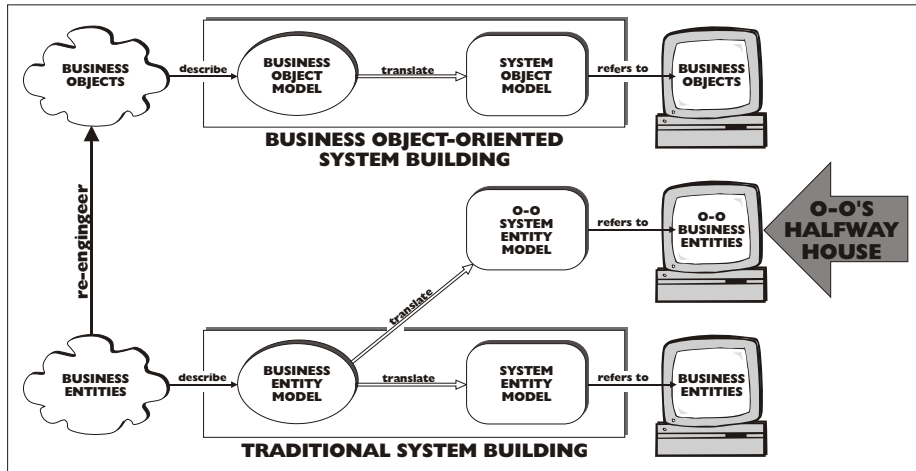 BUSINESS
OBJECTS
describe
BUSINESS
OBJECT
MODEL
translate
SYSTEM
OBJECT
MODEL
refers to
BUSINESS
OBJECTS
BUSINESS OBJECT-ORIENTED
SYSTEM BUILDING
re-engingeer
O-O
SYSTEM
ENTITY
MODEL
refers to
O-O
BUSINESS
ENTITIES
O-O'S
HALFWAY
HOUSE
translate
BUSINESS
ENTITIES
describe
BUSINESS
ENTITY
MODEL
translate
SYSTEM
ENTITY
MODEL
refers to
BUSINESS
ENTITIES
TRADITIONAL SYSTEM BUILDING